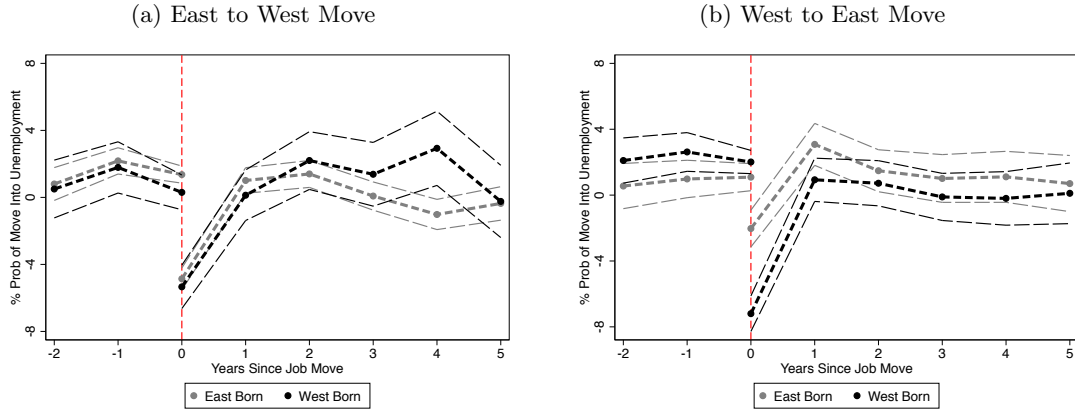 (a) East to West Move
% Prob of Move Into Unemployment
8
4
0
-4
-8
-2 -1 0 1 2 3 4 5
Years Since Job Move
East Born West Born
(b) West to East Move
% Prob of Move Into Unemployment
8
4
0
-4
-8
-2 -1 0 1 2 3 4 5
Years Since Job Move
East Born West Born